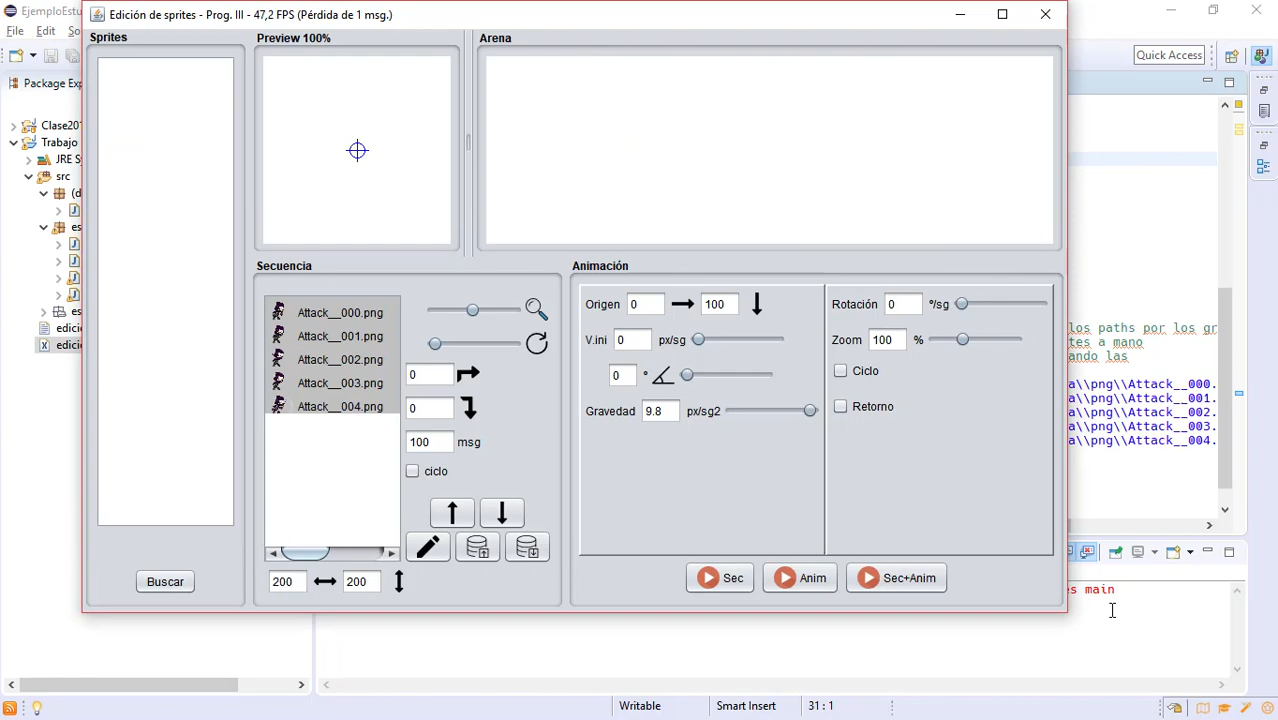 EjemploEstu
Edición de sprites - Prog. III - 47,2 FPS (Pérdida de 1 msg.)
File Edit So
Quick Access
Package Exp
Clase201
Trabajo
JRE Sy
src
(d
es
es
edicio
edicio
Sprites
Buscar
Preview 100%
Arena
Secuencia
Attack__000.png
Attack__001.png
Attack__002.png
Attack__003.png
Attack__004.png
0
0
100 msg
ciclo
200 200
Animación
Origen 0 100
V.ini 0 px/sg
0 °
Gravedad 9.8 px/sg2
Rotación 0 º/sg
Zoom 100 %
Ciclo
Retorno
Sec Anim Sec+Anim
los paths por los gr
tes a mano
ando las
a\\png\\Attack__000.
a\\png\\Attack__001.
a\\png\\Attack__002.
a\\png\\Attack__003.
a\\png\\Attack__004.
es main
Writable Smart Insert 31 : 1